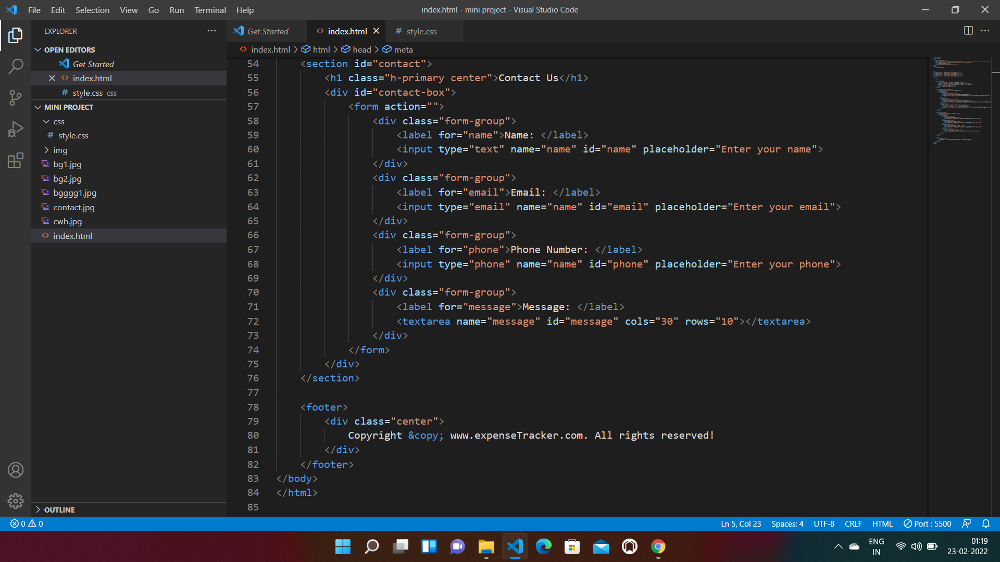 File Edit Selection View Go Run Terminal Help
index.html - mini project - Visual Studio Code
EXPLORER
OPEN EDITORS
Get Started
index.html
style.css css
MINI PROJECT
css
# style.css
img
bg1.jpg
bg2.jpg
bgggg1.jpg
contact.jpg
cwh.jpg
index.html
OUTLINE
Get Started
index.html
# style.css
index.html > html > head > meta
54 <section id="contact">
55 <h1 class="h-primary center">Contact Us</h1>
56 <div id="contact-box">
57 <form action="">
58 <div class="form-group">
59 <label for="name">Name: </label>
60 <input type="text" name="name" id="name" placeholder="Enter your name">
61 </div>
62 <div class="form-group">
63 <label for="email">Email: </label>
64 <input type="email" name="name" id="email" placeholder="Enter your email">
65 </div>
66 <div class="form-group">
67 <label for="phone">Phone Number: </label>
68 <input type="phone" name="name" id="phone" placeholder="Enter your phone">
69 </div>
70 <div class="form-group">
71 <label for="message">Message: </label>
72 <textarea name="message" id="message" cols="30" rows="10"></textarea>
73 </div>
74 </form>
75 </div>
76 </section>
77
78 <footer>
79 <div class="center">
80 Copyright &copy; www.expenseTracker.com. All rights reserved!
81 </div>
82 </footer>
83 </body>
84 </html>
85
0 0
Ln 5, Col 23 Spaces: 4 UTF-8 CRLF HTML Port : 5500
ENG
IN
01:19
23-02-2022